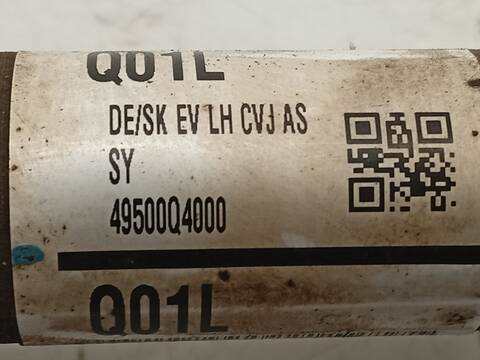 Q01L
DE/SK EV LH CVJ AS
SY
49500Q4000
Q01L